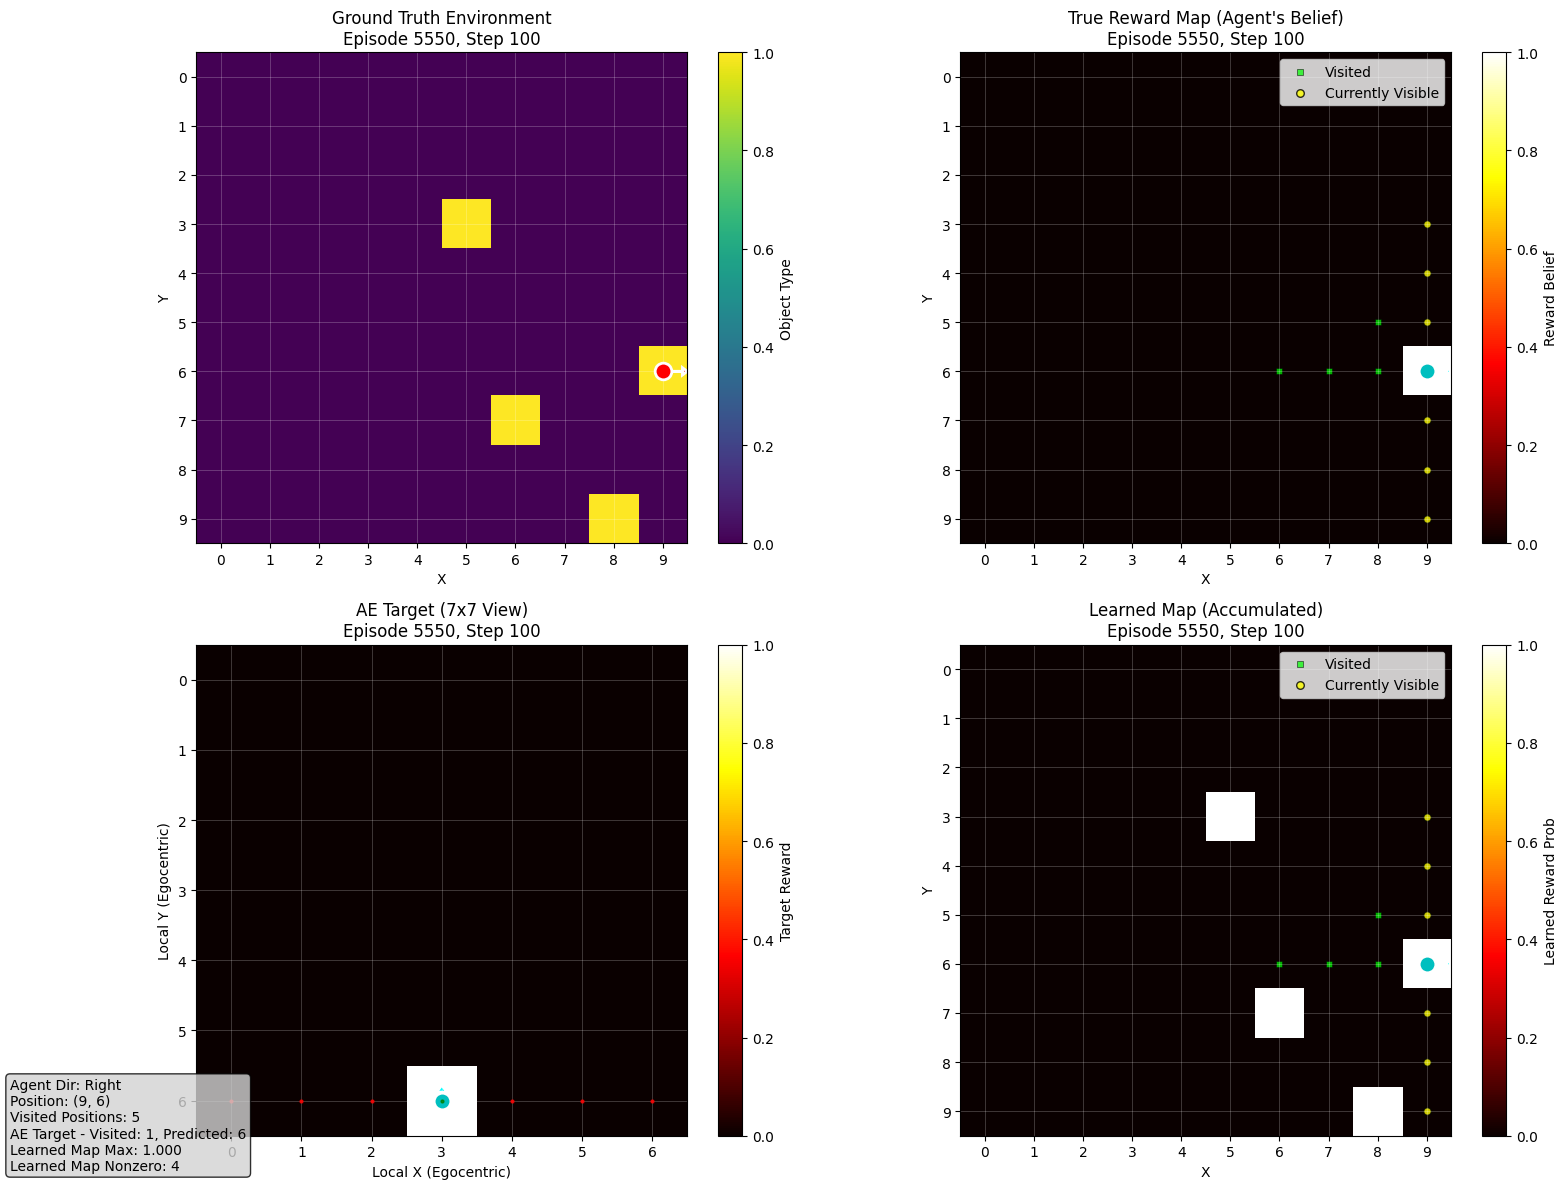 Ground Truth Environment
Episode 5550, Step 100
0
1
2
3
4
5
6
7
8
9
Y
0 1 2 3 4 5 6 7 8 9
X
1.0
0.8
0.6
0.4
0.2
0.0
Object Type
True Reward Map (Agent's Belief)
Episode 5550, Step 100
Visited
Currently Visible
0
1
2
3
4
5
6
7
8
9
Y
0 1 2 3 4 5 6 7 8 9
X
1.0
0.8
0.6
0.4
0.2
0.0
Reward Belief
AE Target (7x7 View)
Episode 5550, Step 100
0
1
2
3
4
5
6
Local Y (Egocentric)
0 1 2 3 4 5 6
Local X (Egocentric)
1.0
0.8
0.6
0.4
0.2
0.0
Target Reward
Agent Dir: Right
Position: (9, 6)
Visited Positions: 5
AE Target - Visited: 1, Predicted: 6
Learned Map Max: 1.000
Learned Map Nonzero: 4
Learned Map (Accumulated)
Episode 5550, Step 100
Visited
Currently Visible
0
1
2
3
4
5
6
7
8
9
Y
0 1 2 3 4 5 6 7 8 9
X
1.0
0.8
0.6
0.4
0.2
0.0
Learned Reward Prob